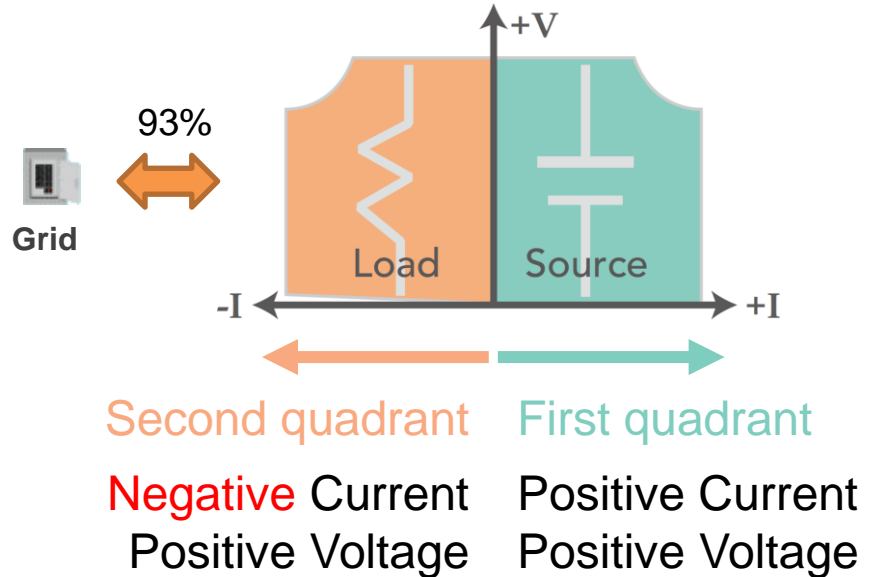 +V
93%
Grid
Load
Source
-I
+I
Second quadrant
First quadrant
Negative Current
Positive Current
Positive Voltage
Positive Voltage